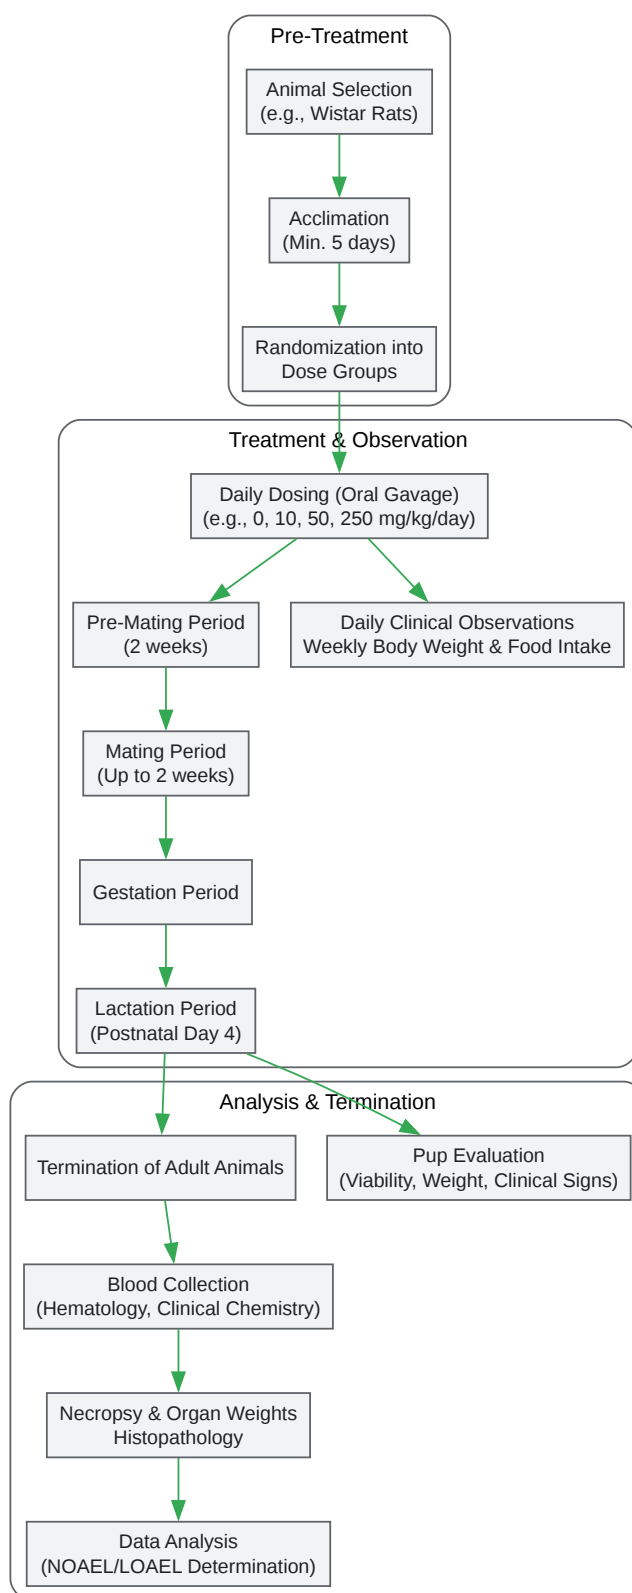 Pre-Treatment
Animal Selection
(e.g., Wistar Rats)
Acclimation
(Min. 5 days)
Randomization into
Dose Groups
Treatment & Observation
Daily Dosing (Oral Gavage)
(e.g., 0, 10, 50, 250 mg/kg/day)
Pre-Mating Period
(2 weeks)
Daily Clinical Observations
Weekly Body Weight & Food Intake
Mating Period
(Up to 2 weeks)
Gestation Period
Lactation Period
(Postnatal Day 4)
Analysis & Termination
Termination of Adult Animals
Pup Evaluation
(Viability, Weight, Clinical Signs)
Blood Collection
(Hematology, Clinical Chemistry)
Necropsy & Organ Weights
Histopathology
Data Analysis
(NOAEL/LOAEL Determination)